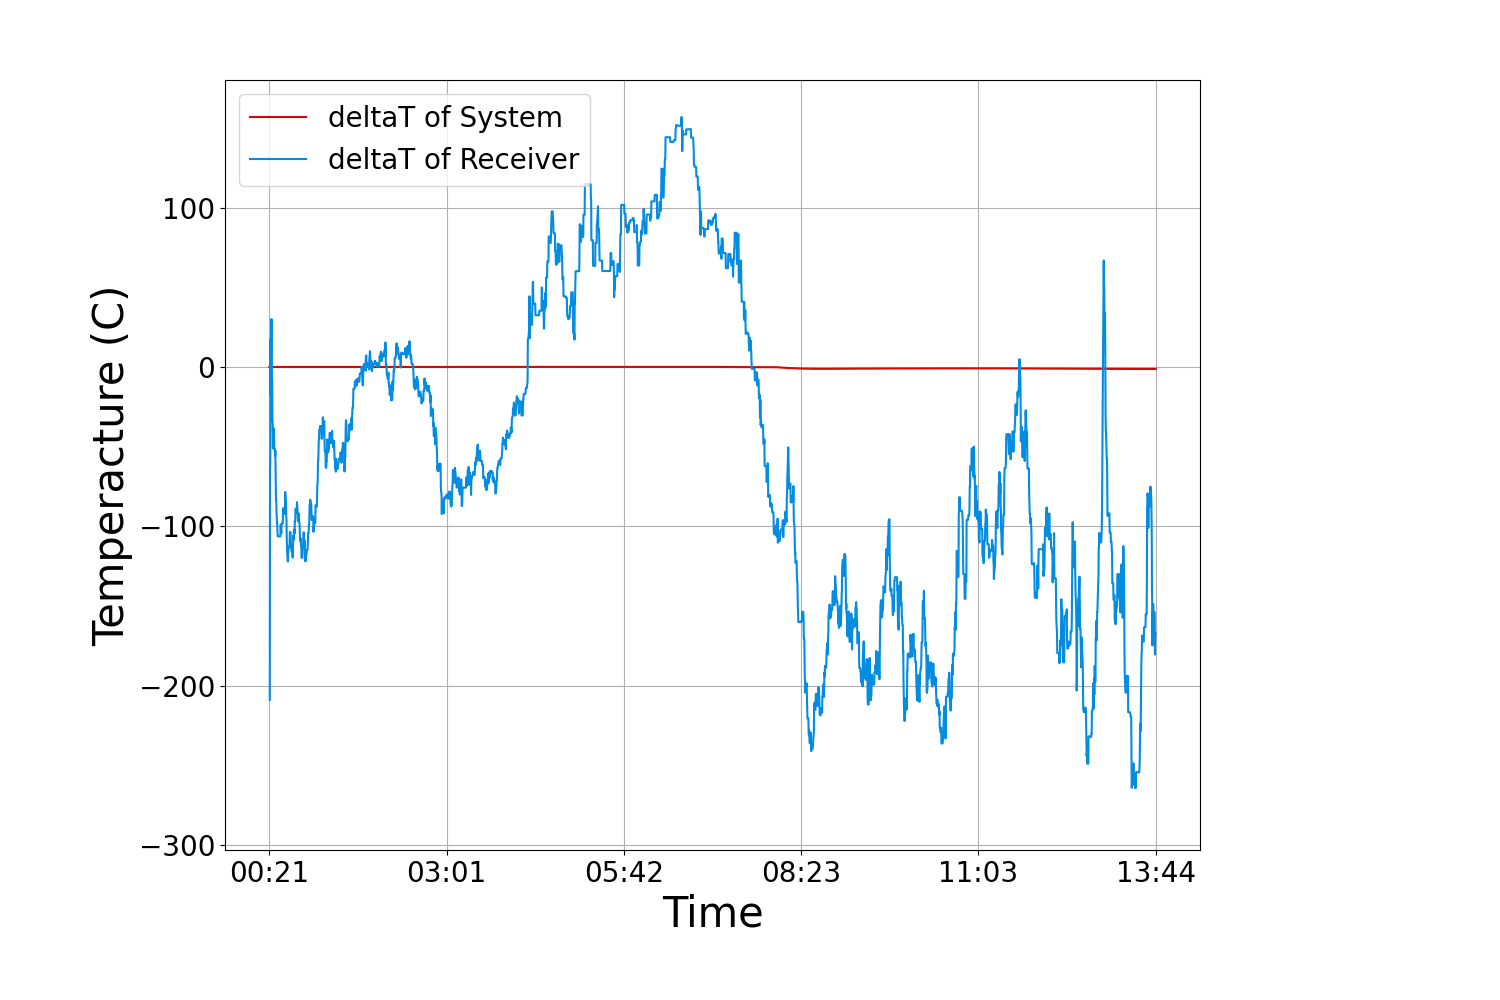 deltaT of System
deltaT of Receiver
Temperacture (C)
100
0
−100
−200
−300
00:21 03:01 05:42 08:23 11:03 13:44
Time